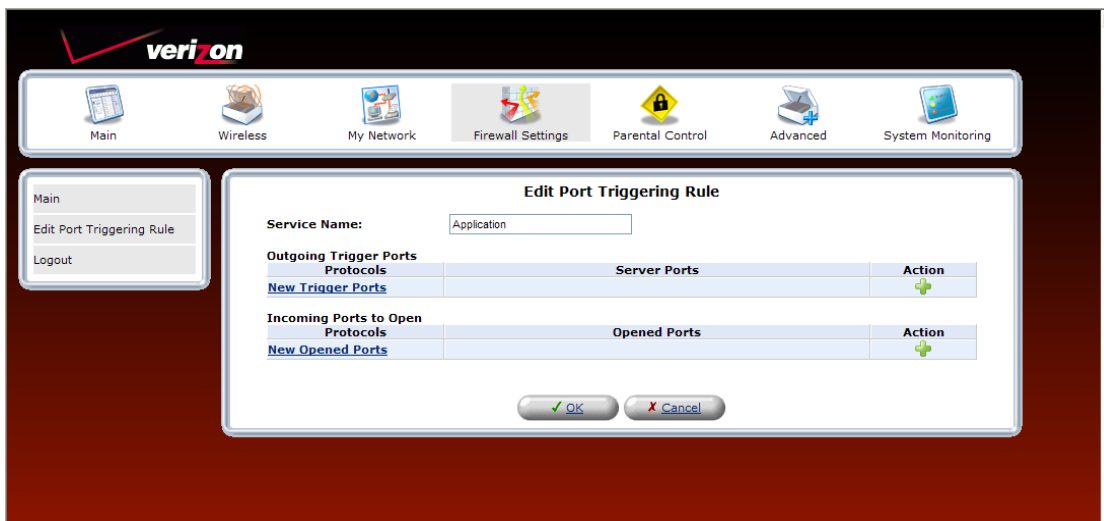 verizon
Main Wireless My Network Firewall Settings Parental Control Advanced System Monitoring
Main
Edit Port Triggering Rule
Logout
Edit Port Triggering Rule
Service Name: Application
Outgoing Trigger Ports
Protocols Server Ports Action
New Trigger Ports
Incoming Ports to Open
Protocols Opened Ports Action
New Opened Ports
OK Cancel